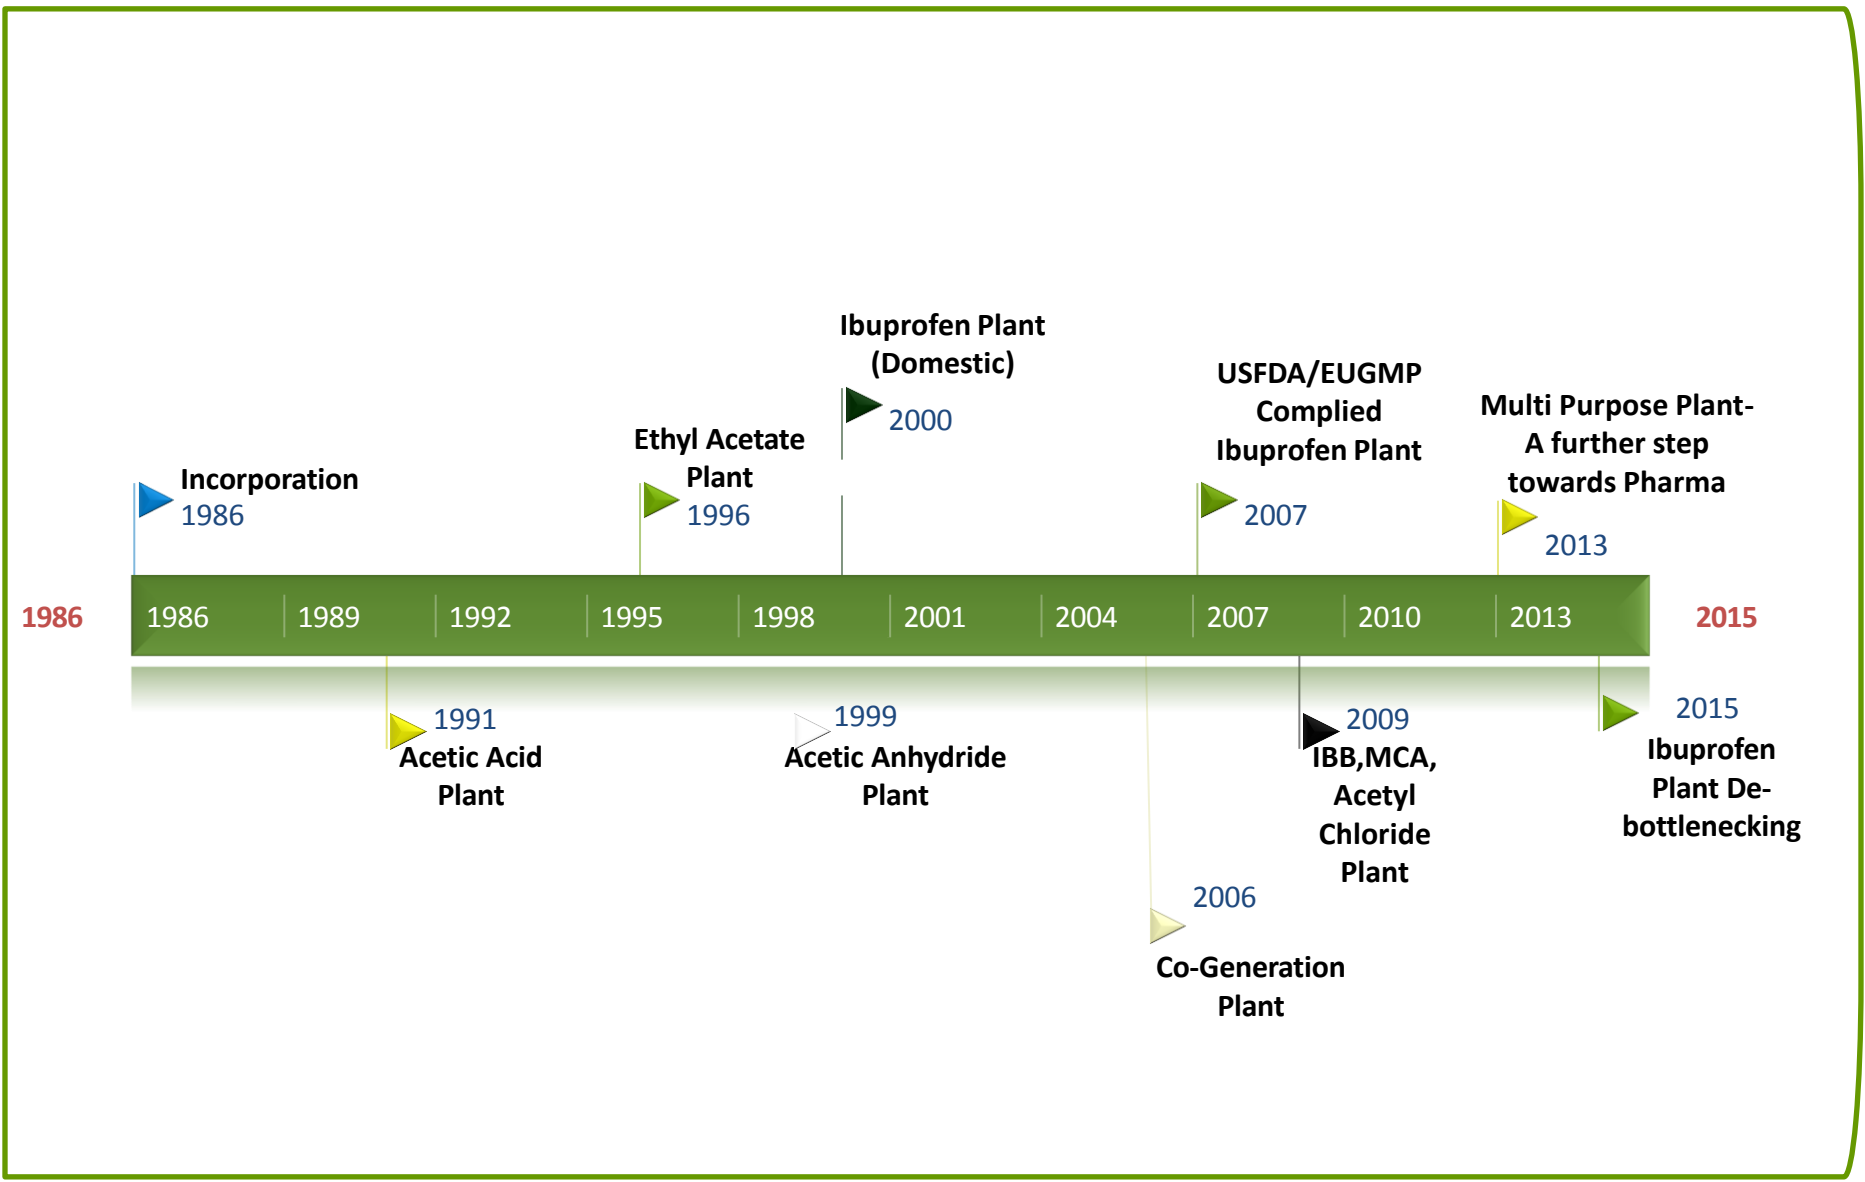 Ibuprofen Plant
(Domestic)
2000
USFDA/EUGMP
Complied
Ibuprofen Plant
2007
Multi Purpose Plant-
A further step
towards Pharma
2013
Ethyl Acetate
Plant
1996
Incorporation
1986
1986
1986
1989
1992
1995
1998
2001
2004
2007
2010
2013
2015
1991
Acetic Acid
Plant
1999
Acetic Anhydride
Plant
2009
IBB,MCA,
Acetyl
Chloride
Plant
2015
Ibuprofen
Plant De-
bottlenecking
2006
Co-Generation
Plant